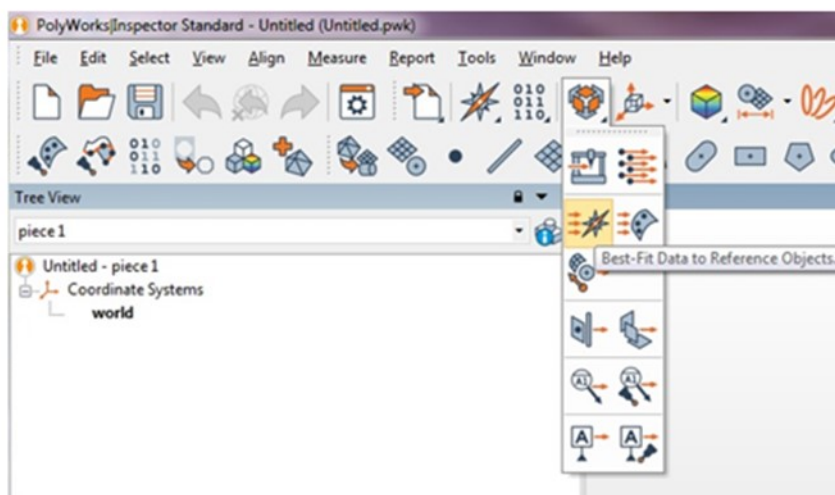 PolyWorks|Inspector Standard - Untitled (Untitled.pwk)
File Edit Select View Align Measure Report Tools Window Help
010
011
110
010
011
110
Tree View
piece 1
Best-Fit Data to Reference Objects.
Untitled - piece 1
Coordinate Systems
world
A1 A1
A A